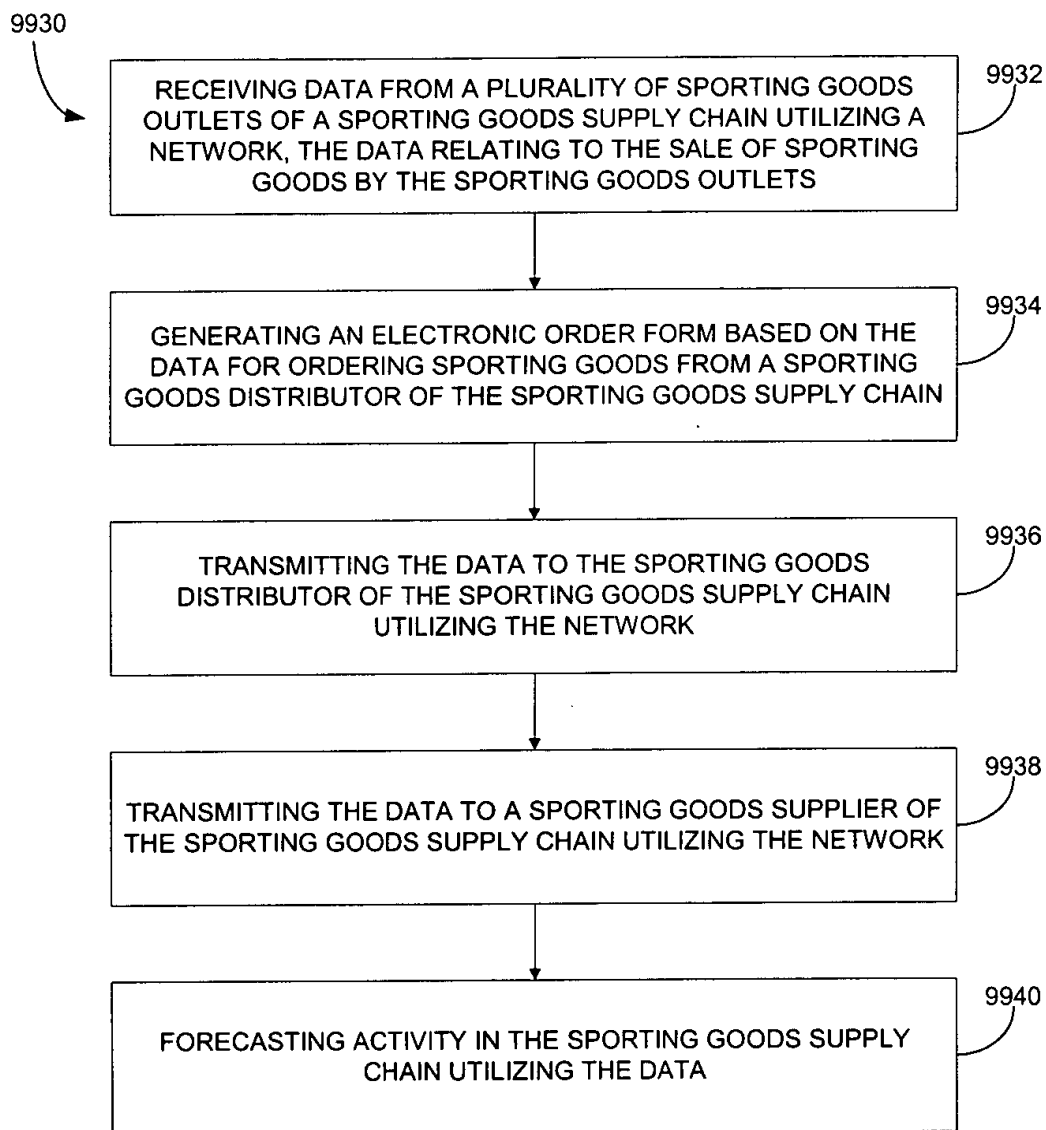 9930
9932
RECEIVING DATA FROM A PLURALITY OF SPORTING GOODS
OUTLETS OF A SPORTING GOODS SUPPLY CHAIN UTILIZING A
NETWORK, THE DATA RELATING TO THE SALE OF SPORTING
GOODS BY THE SPORTING GOODS OUTLETS
9934
GENERATING AN ELECTRONIC ORDER FORM BASED ON THE
DATA FOR ORDERING SPORTING GOODS FROM A SPORTING
GOODS DISTRIBUTOR OF THE SPORTING GOODS SUPPLY CHAIN
9936
TRANSMITTING THE DATA TO THE SPORTING GOODS
DISTRIBUTOR OF THE SPORTING GOODS SUPPLY CHAIN
UTILIZING THE NETWORK
9938
TRANSMITTING THE DATA TO A SPORTING GOODS SUPPLIER OF
THE SPORTING GOODS SUPPLY CHAIN UTILIZING THE NETWORK
9940
FORECASTING ACTIVITY IN THE SPORTING GOODS SUPPLY
CHAIN UTILIZING THE DATA